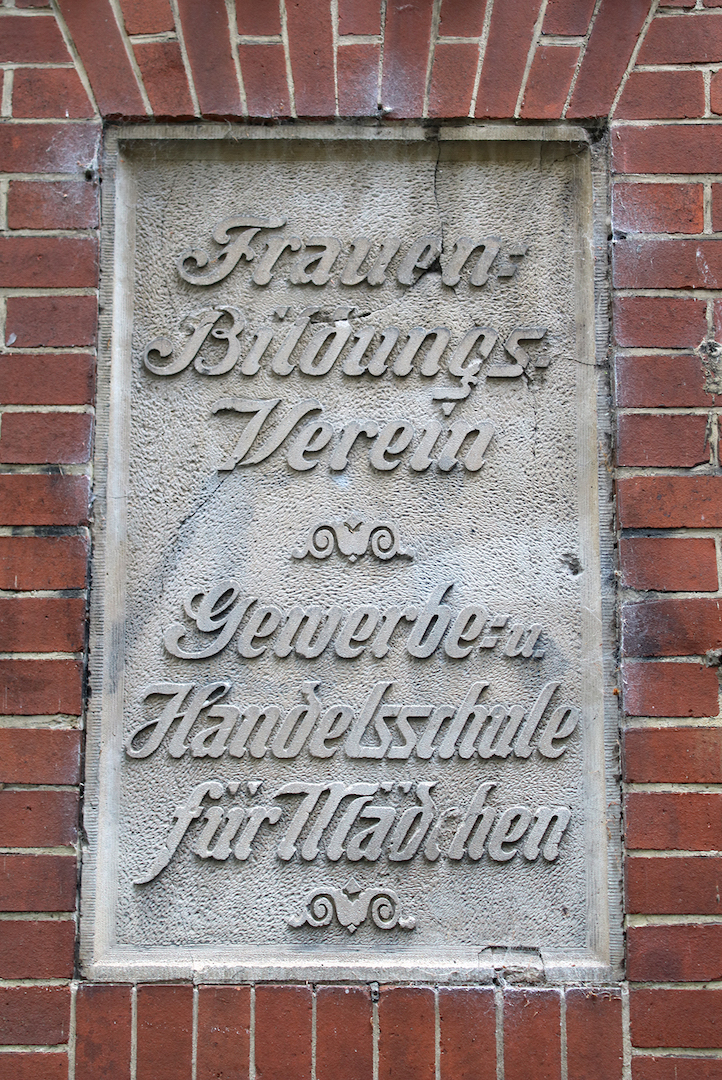 Frauen-
Bildungs-
Verein
Gewerbe-u.
Handelsschule
für Mädchen